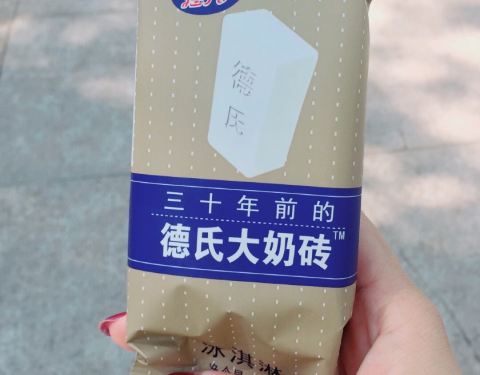 德氏
三十年前的
德氏大奶砖™
冰淇淋